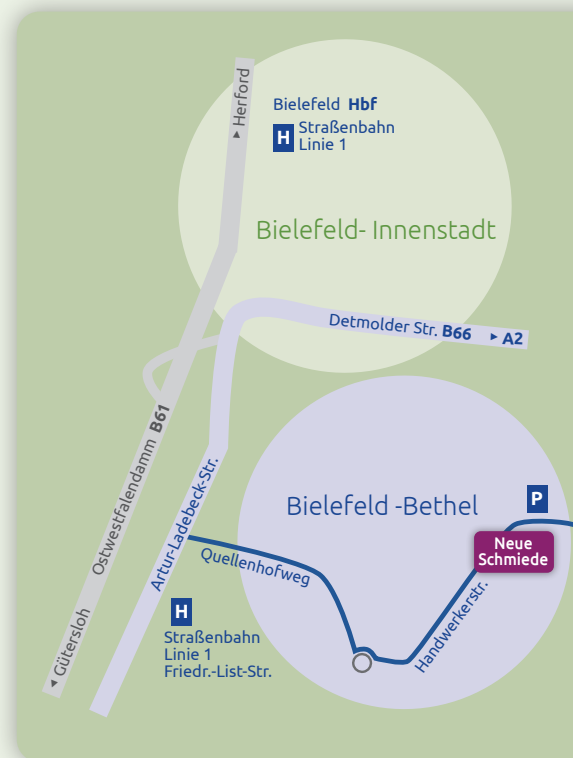 ▲ Herford
Bielefeld Hbf
H Straßenbahn
Linie 1
Bielefeld- Innenstadt
Detmolder Str. B66 ► A2
Ostwestfalendamm B61
◄ Gütersloh
Artur-Ladebeck-Str.
Bielefeld -Bethel
P
Neue
Schmiede
Quellenhofweg
Handwerkerstr.
H
Straßenbahn
Linie 1
Friedr.-List-Str.